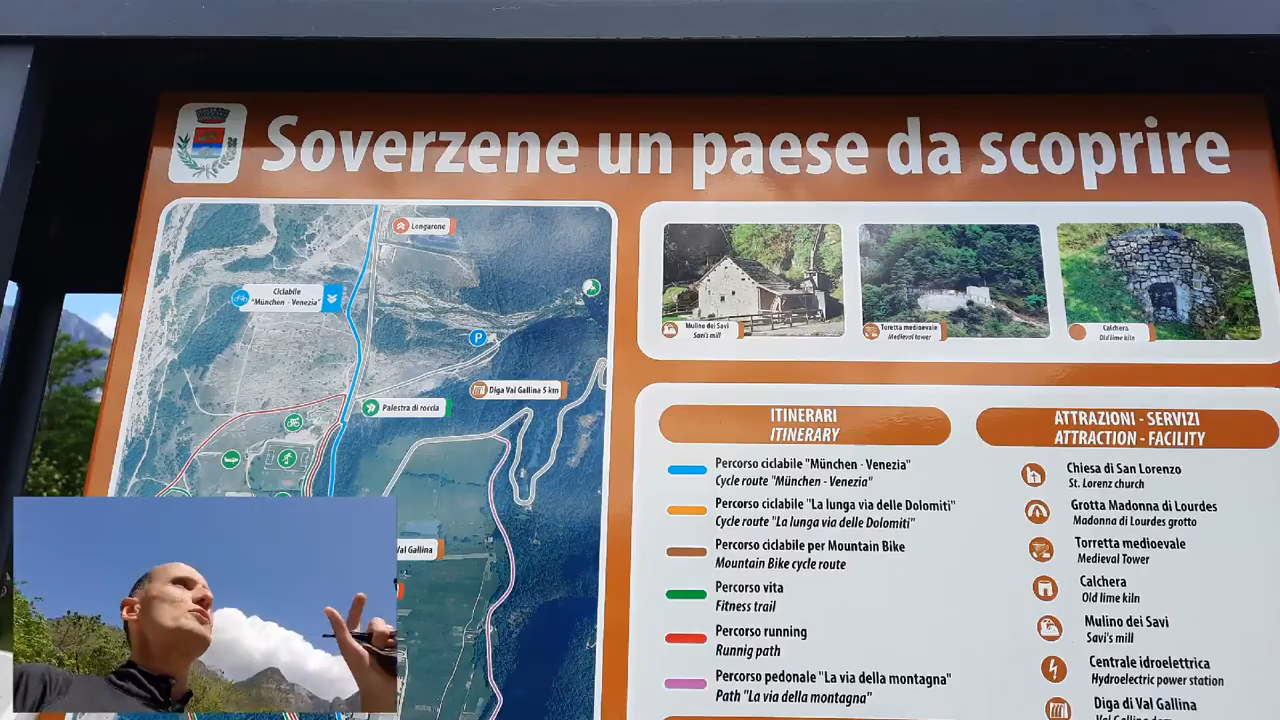 Soverzene un paese da scoprire
Longarone
Ciclabile
"München - Venezia"
P
Diga Val Gallina 5 km
Palestra di roccia
Val Gallina
Mulino dei Savi
Savi's mill
Torretta medioevale
Medieval tower
Calchera
Old lime kiln
ITINERARI
ITINERARY
Percorso ciclabile "München - Venezia"
Cycle route "München - Venezia"
Percorso ciclabile "La lunga via delle Dolomiti"
Cycle route "La lunga via delle Dolomiti"
Percorso ciclabile per Mountain Bike
Mountain Bike cycle route
Percorso vita
Fitness trail
Percorso running
Runnig path
Percorso pedonale "La via della montagna"
Path "La via della montagna"
ATTRAZIONI - SERVIZI
ATTRACTION - FACILITY
Chiesa di San Lorenzo
St. Lorenz church
Grotta Madonna di Lourdes
Madonna di Lourdes grotto
Torretta medioevale
Medieval Tower
Calchera
Old lime kiln
Mulino dei Savi
Savi's mill
Centrale idroelettrica
Hydroelectric power station
Diga di Val Gallina
Val Gallina dam